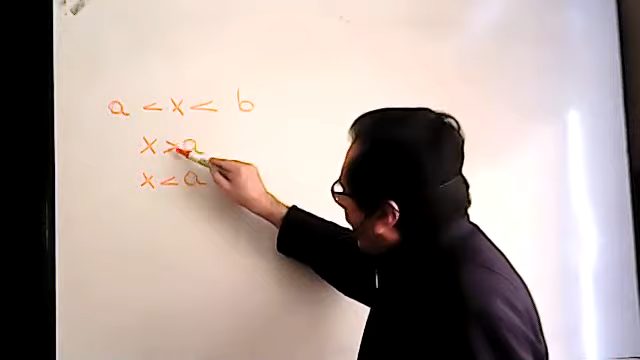 a < x < b
x > a
x < a